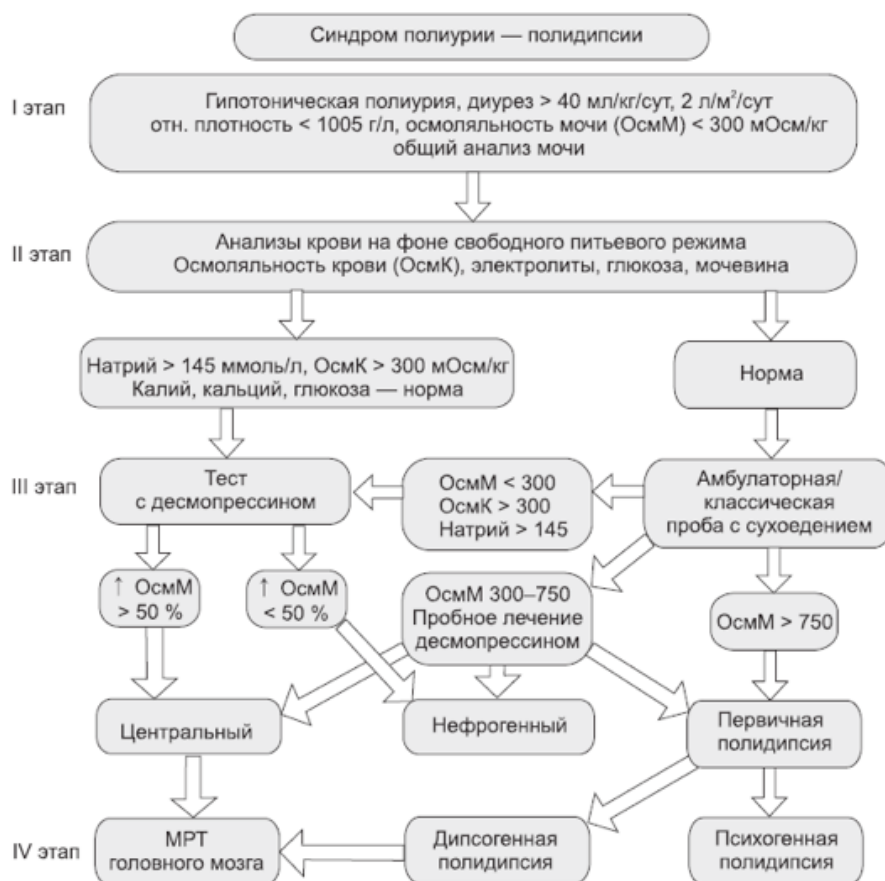 Синдром полиурии — полидипсии
I этап
Гипотоническая полиурия, диурез > 40 мл/кг/сут, 2 л/м²/сут
отн. плотность < 1005 г/л, осмоляльность мочи (ОсмМ) < 300 мОсм/кг
общий анализ мочи
II этап
Анализы крови на фоне свободного питьевого режима
Осмоляльность крови (ОсмК), электролиты, глюкоза, мочевина
Натрий > 145 ммоль/л, ОсмК > 300 мОсм/кг
Калий, кальций, глюкоза — норма
Норма
III этап
Тест
с десмопрессином
ОсмМ < 300
ОсмК > 300
Натрий > 145
Амбулаторная/
классическая
проба с сухоедением
↑ ОсмМ
> 50 %
↑ ОсмМ
< 50 %
ОсмМ 300–750
Пробное лечение
десмопрессином
ОсмМ > 750
Центральный
Нефрогенный
Первичная
полидипсия
IV этап
МРТ
головного мозга
Дипсогенная
полидипсия
Психогенная
полидипсия